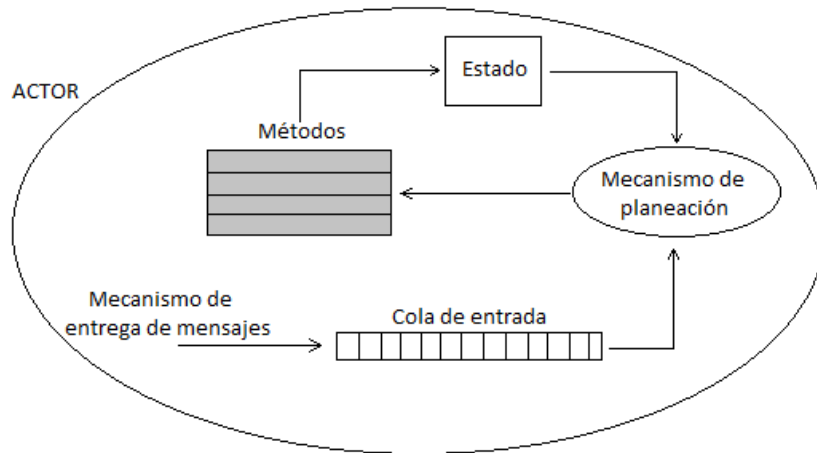 Estado
ACTOR
Métodos
Mecanismo de
planeación
Mecanismo de
entrega de mensajes
Cola de entrada